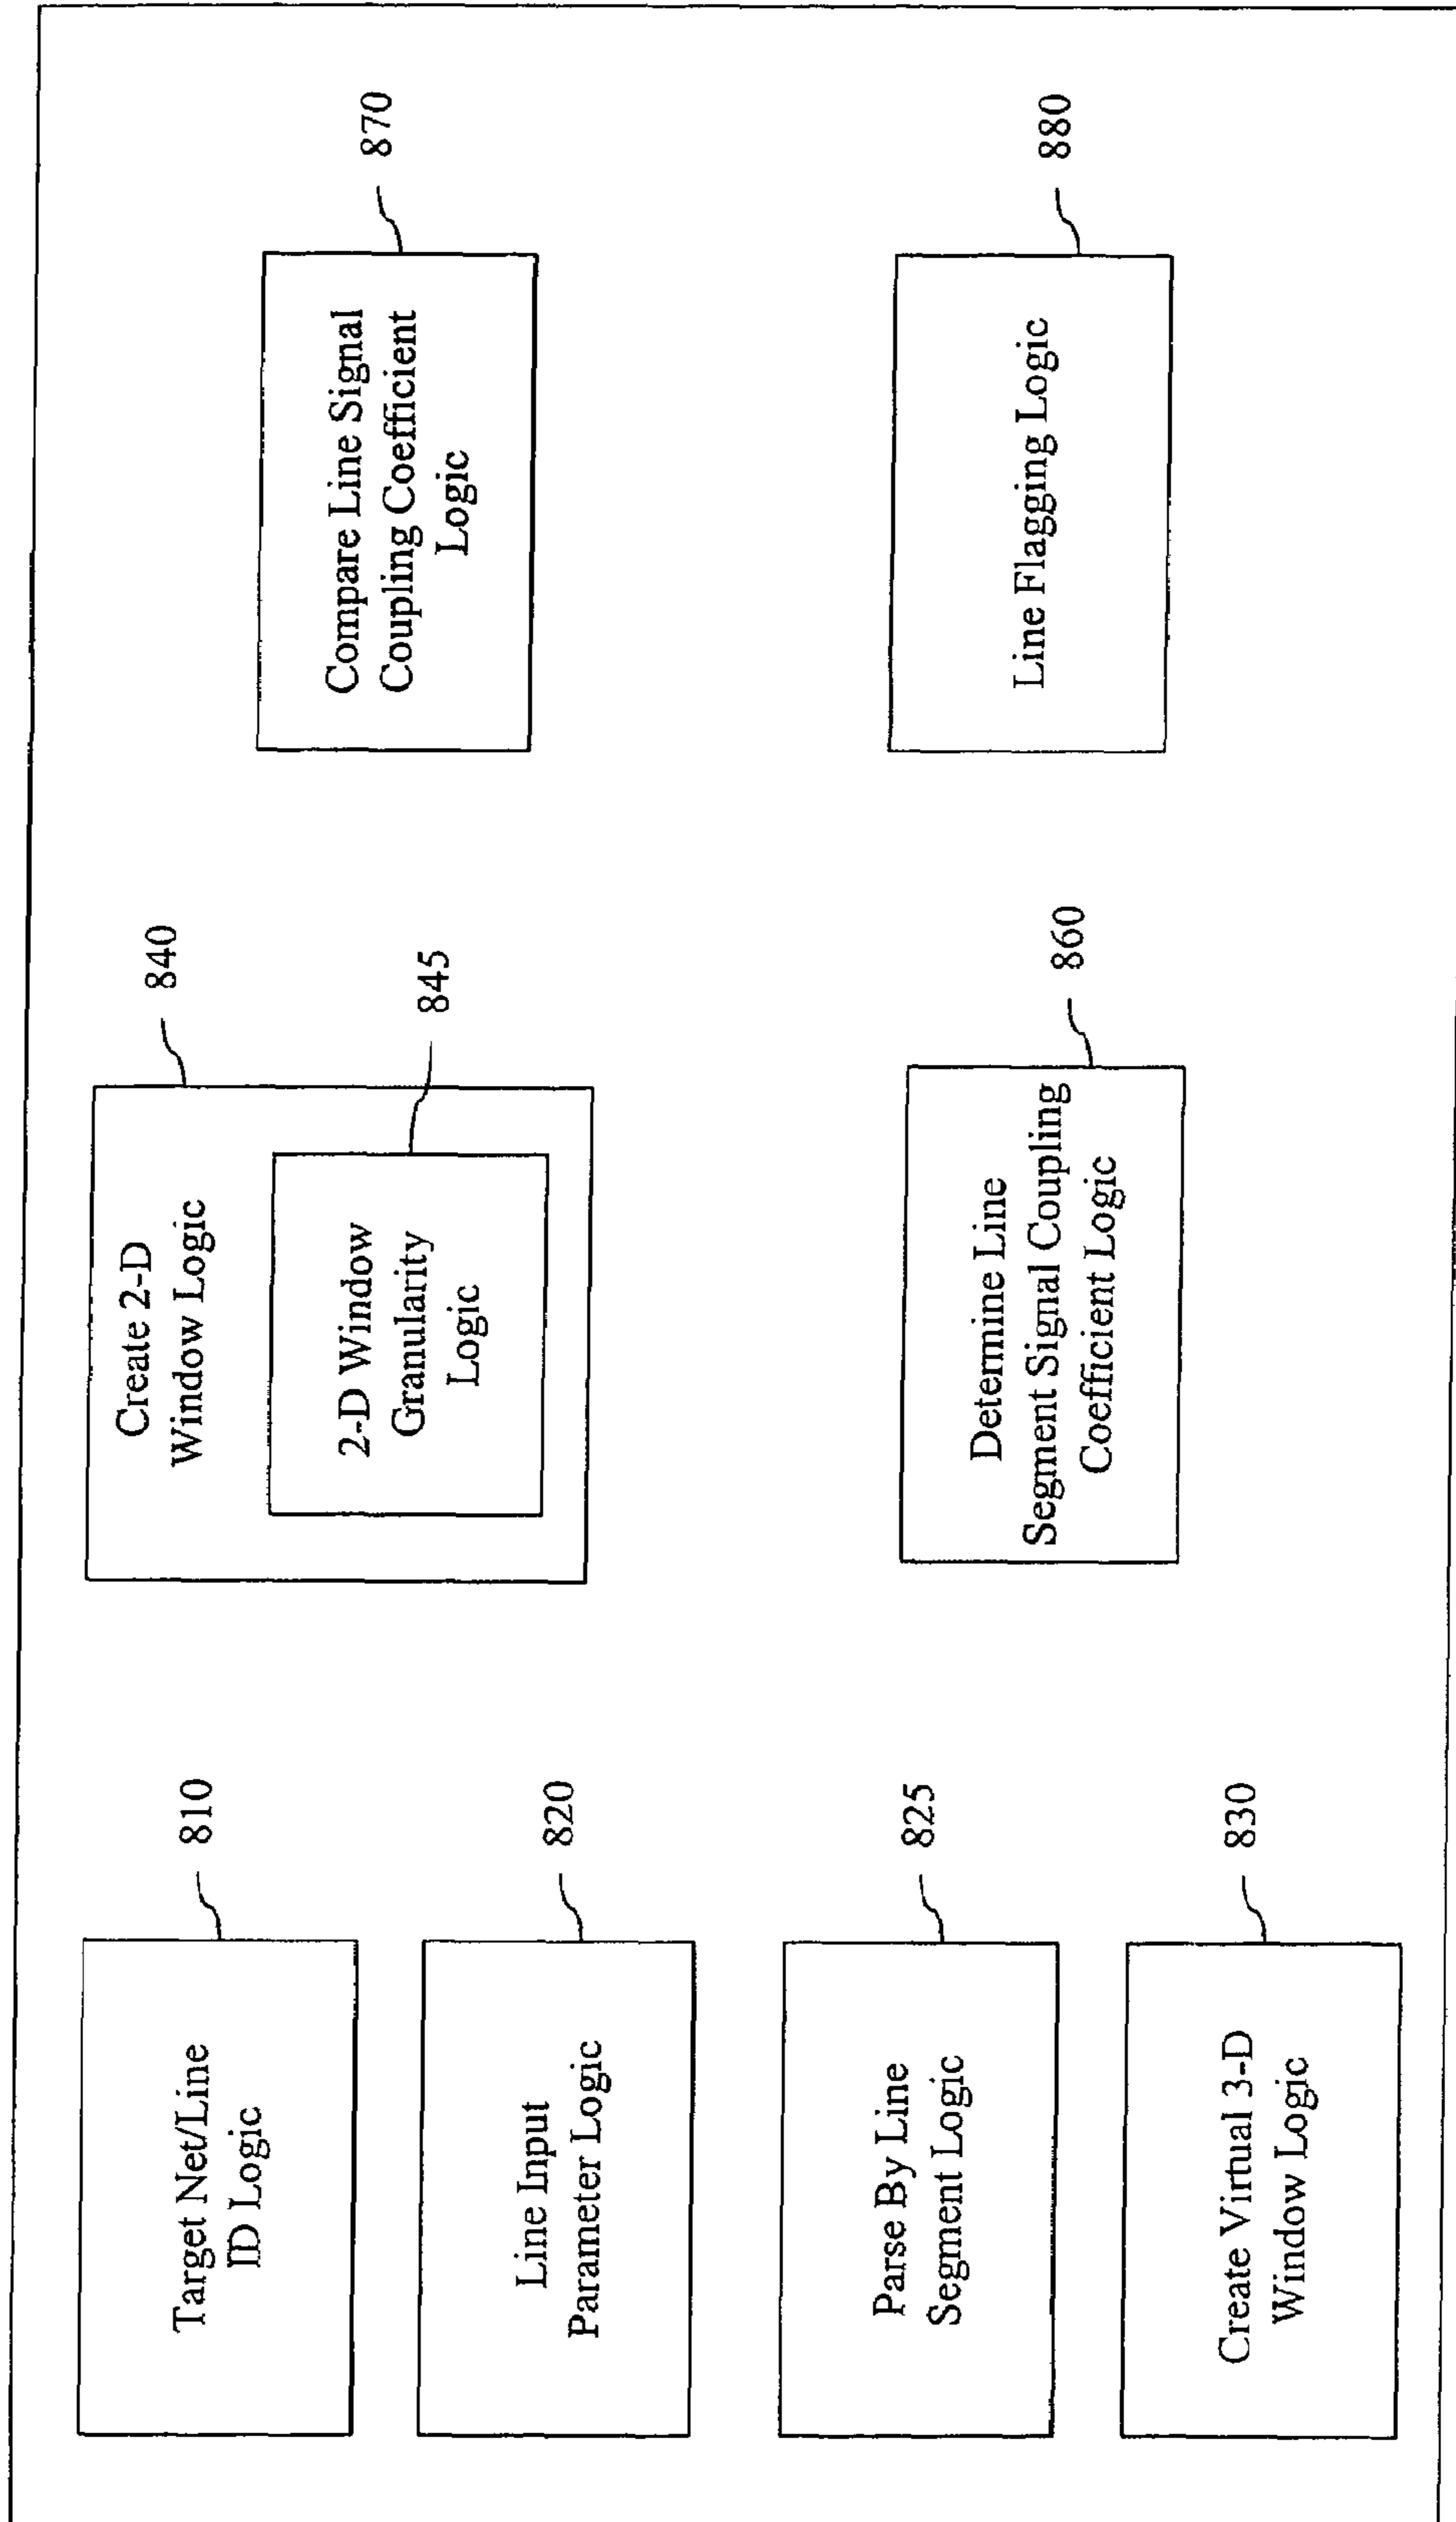 Target Net/Line
ID Logic
810
Line Input
Parameter Logic
820
Parse By Line
Segment Logic
825
Create Virtual 3-D
Window Logic
830
Create 2-D
Window Logic
840
2-D Window
Granularity
Logic
845
Determine Line
Segment Signal Coupling
Coefficient Logic
860
Compare Line Signal
Coupling Coefficient
Logic
870
Line Flagging Logic
880